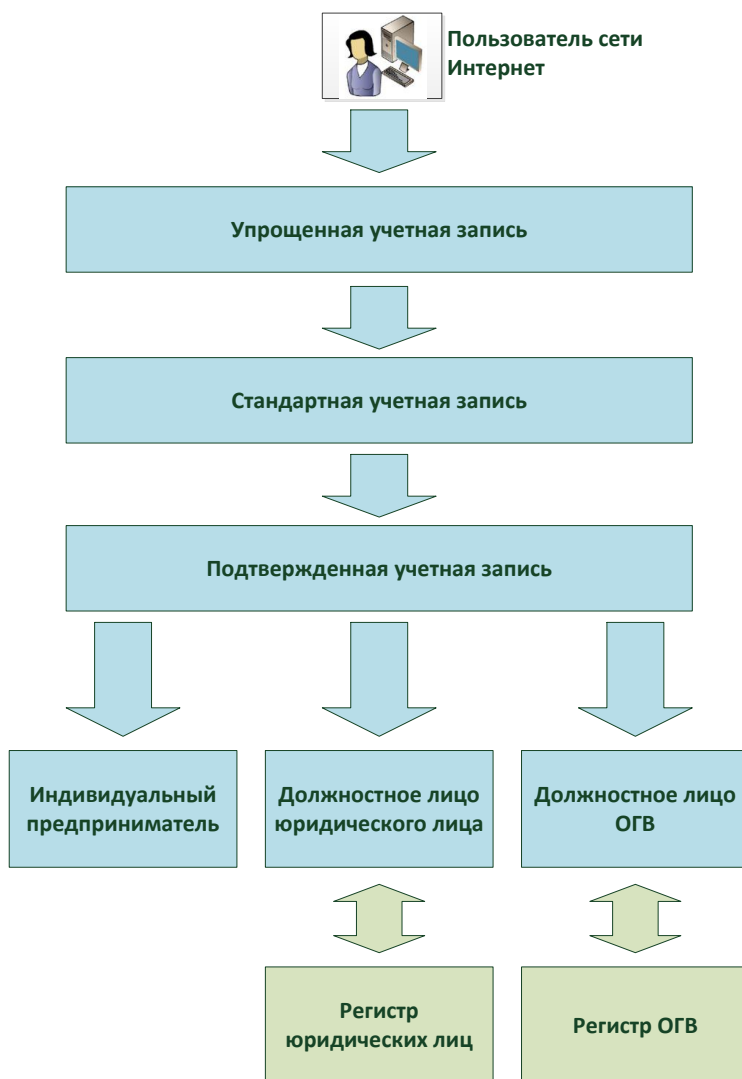 Пользователь сети
Интернет
Упрощенная учетная запись
Стандартная учетная запись
Подтвержденная учетная запись
Индивидуальный
предприниматель
Должностное лицо
юридического лица
Должностное лицо
ОГВ
Регистр
юридических лиц
Регистр ОГВ